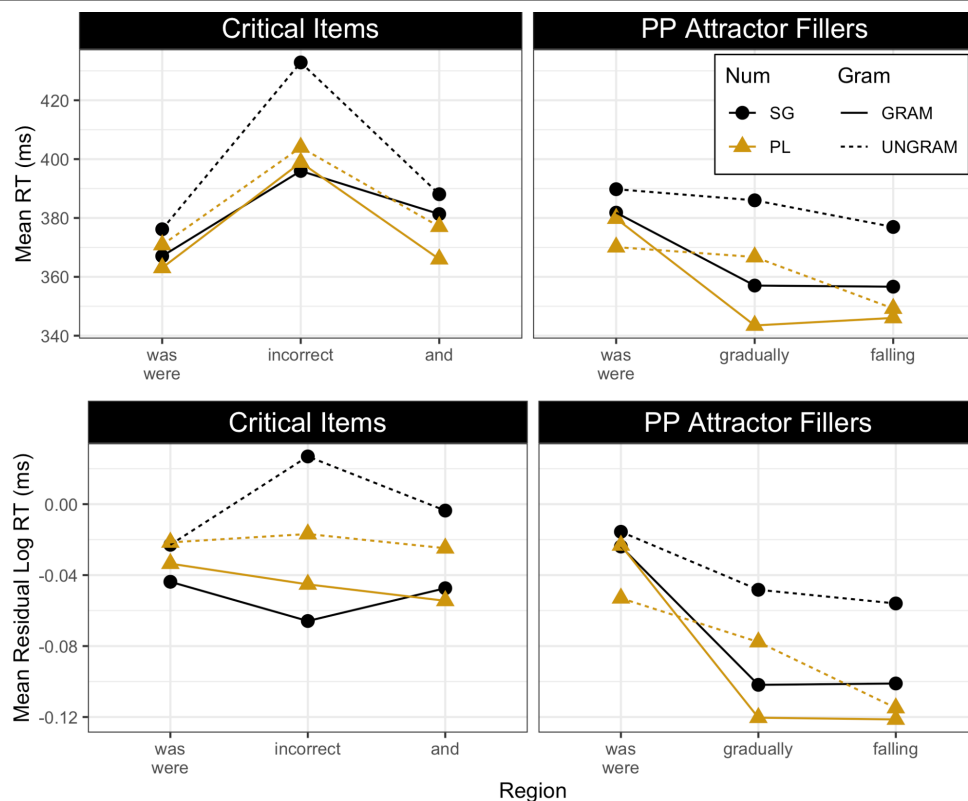 Critical Items
PP Attractor Fillers
Num Gram
SG GRAM
PL UNGRAM
Mean RT (ms)
420
400
380
360
340
was
were
incorrect
and
was
were
gradually
falling
Critical Items
PP Attractor Fillers
Mean Residual Log RT (ms)
0.00
-0.04
-0.08
-0.12
was
were
incorrect
and
was
were
gradually
falling
Region